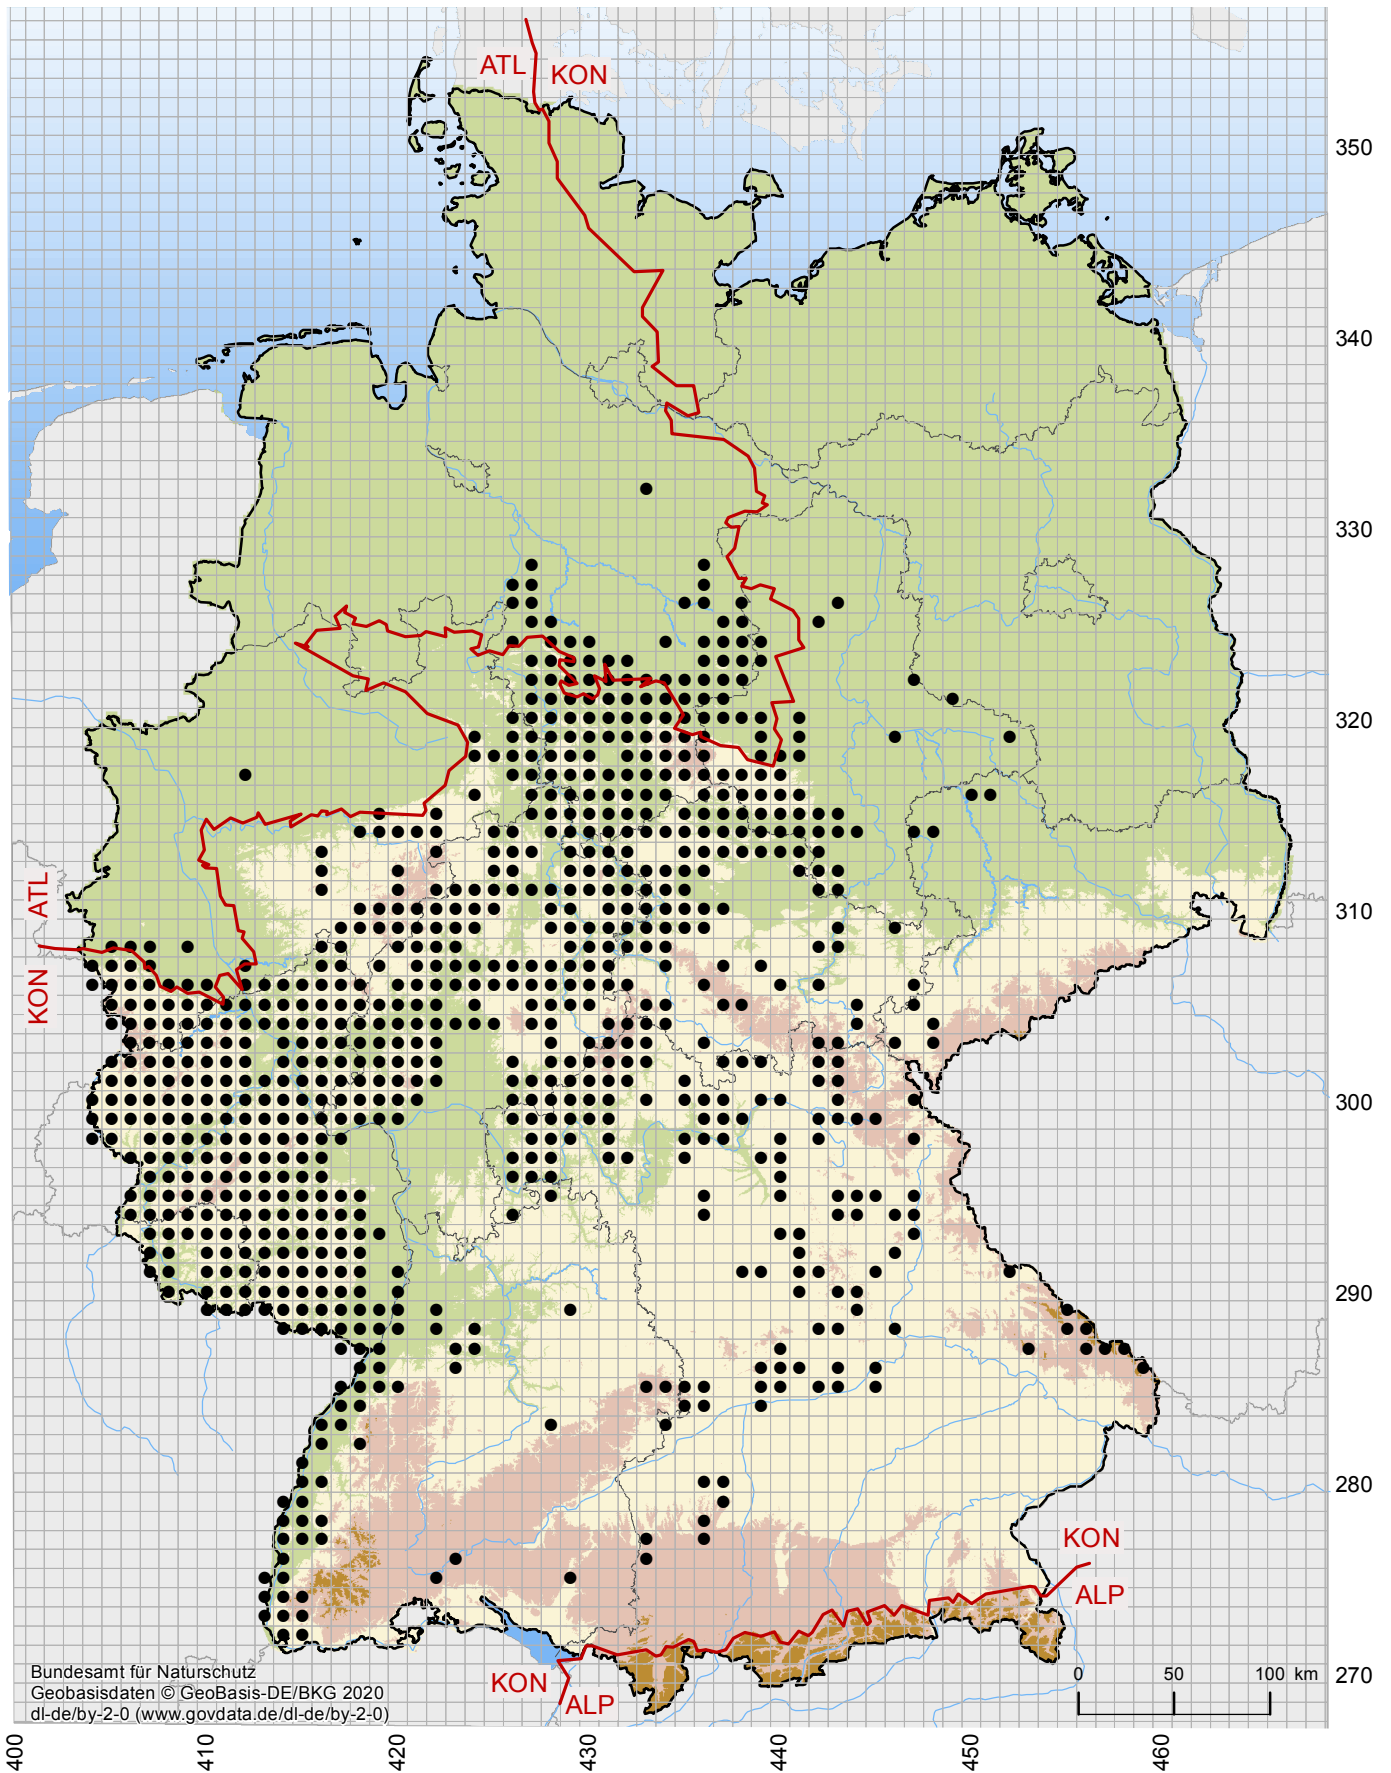 ATL
KON
350
340
330
320
310
300
290
280
270
ATL
KON
KON
ALP
KON
ALP
Bundesamt für Naturschutz
Geobasisdaten © GeoBasis-DE/BKG 2020
dl-de/by-2-0 (www.govdata.de/dl-de/by-2-0)
0 50 100 km
400 410 420 430 440 450 460